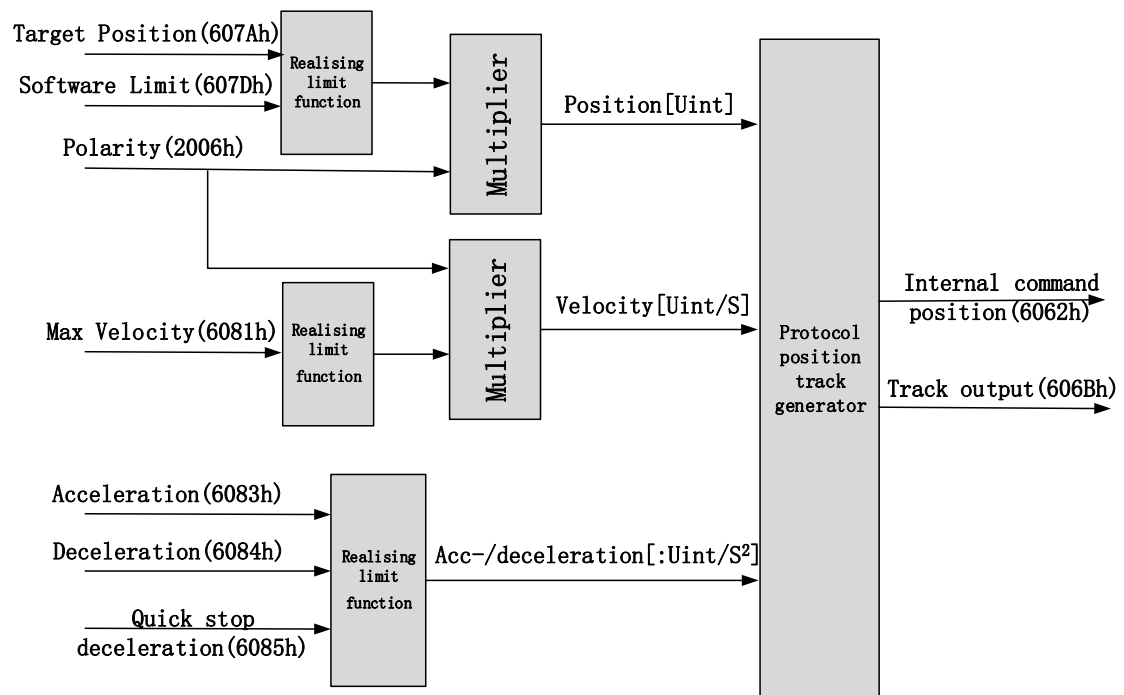 Target Position(607Ah)
Software Limit(607Dh)
Realising
limit
function
Polarity(2006h)
Multiplier
Position[Uint]
Max Velocity(6081h)
Realising
limit
function
Multiplier
Velocity[Uint/S]
Acceleration(6083h)
Deceleration(6084h)
Quick stop
deceleration(6085h)
Realising
limit
function
Acc-/deceleration[:Uint/S²]
Protocol
position
track
generator
Internal command
position(6062h)
Track output(606Bh)